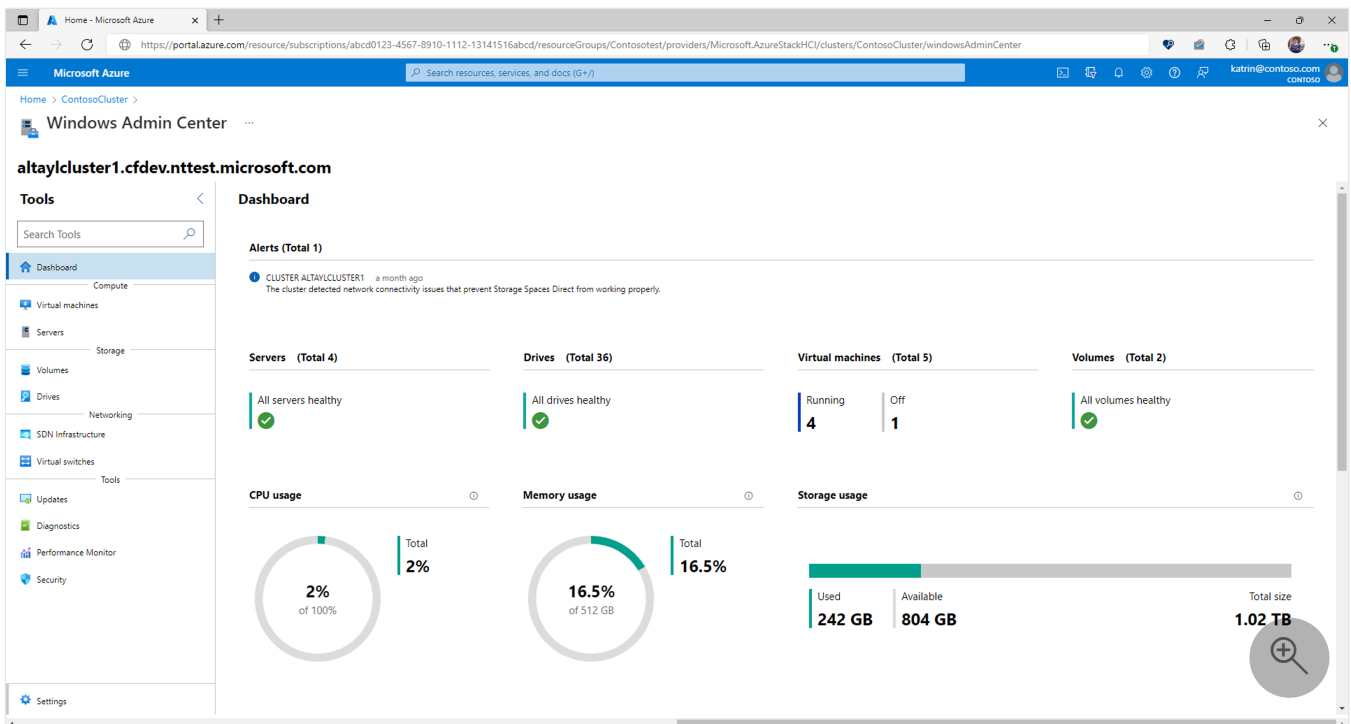 Home - Microsoft Azure
https://portal.azure.com/resource/subscriptions/abcd0123-4567-8910-1112-13141516abcd/resourceGroups/Contosotest/providers/Microsoft.AzureStackHCI/clusters/ContosoCluster/windowsAdminCenter
Microsoft Azure
Search resources, services, and docs (G+/)
katrin@contoso.com
CONTOSO
Home > ContosoCluster >
Windows Admin Center ...
altaylcluster1.cfdev.nttest.microsoft.com
Tools
Search Tools
Dashboard
Compute
Virtual machines
Servers
Storage
Volumes
Drives
Networking
SDN Infrastructure
Virtual switches
Tools
Updates
Diagnostics
Performance Monitor
Security
Settings
Dashboard
Alerts (Total 1)
CLUSTER ALTAYLCLUSTER1 a month ago
The cluster detected network connectivity issues that prevent Storage Spaces Direct from working properly.
Servers (Total 4)
All servers healthy
Drives (Total 36)
All drives healthy
Virtual machines (Total 5)
Running Off
4 1
Volumes (Total 2)
All volumes healthy
CPU usage
2%
of 100%
Total
2%
Memory usage
16.5%
of 512 GB
Total
16.5%
Storage usage
Used Available Total size
242 GB 804 GB 1.02 TB